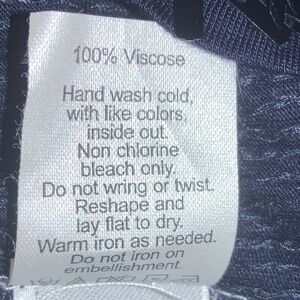 100% Viscose
Hand wash cold,
with like colors,
inside out.
Non chlorine
bleach only.
Do not wring or twist.
Reshape and
lay flat to dry.
Warm iron as needed.
Do not iron on
embellishment.